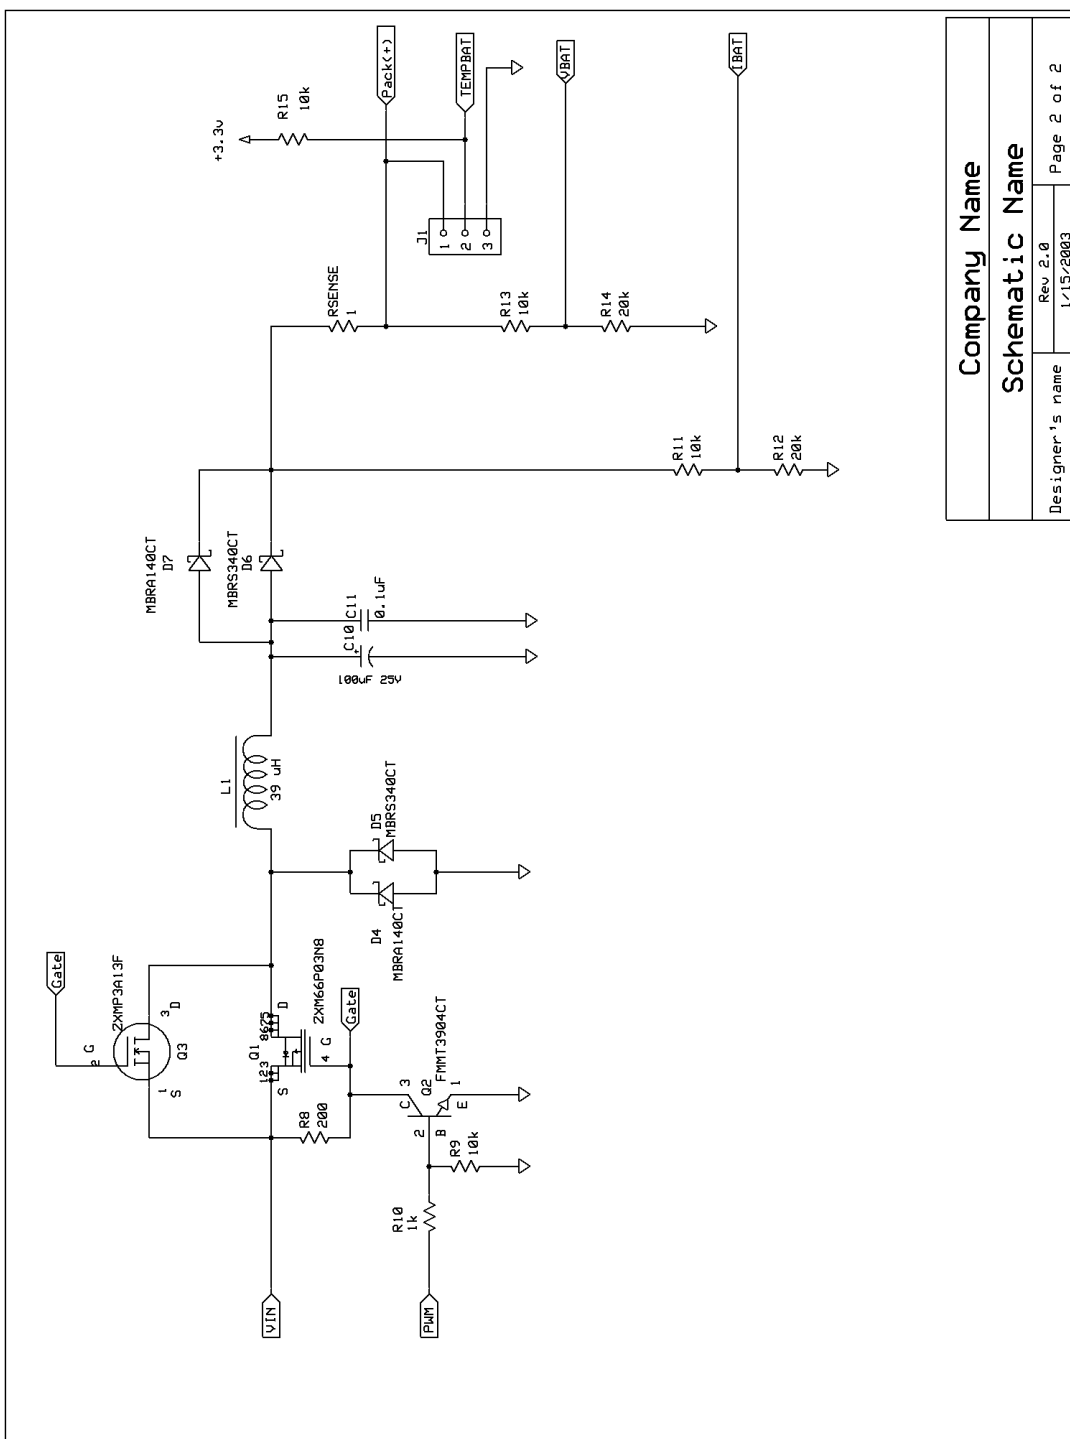 Gate
ZXMP3A13F
G
2
3
D
Q3
1
S
VIN
Q1
123
8675
S
D
ZXM66P03N8
4
G
Gate
R8
200
PWM
R10
1k
R9
10k
2
B
C
3
Q2
FMMT3904CT
1
E
L1
39 uH
D4
MBRA140CT
D5
MBRS340CT
MBRA140CT
D7
MBRS340CT
D6
C10
+
100uF 25V
C11
0.1uF
RSENSE
1
+3.3v
R15
10k
Pack(+)
TEMPBAT
J1
1
2
3
R13
10k
R14
20k
VBAT
R11
10k
R12
20k
IBAT
Company Name
Schematic Name
Designer's name
Rev 2.0
1/15/2003
Page 2 of 2